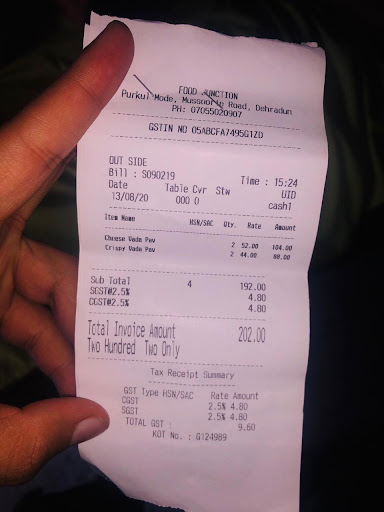 FOOD JUNCTION
Purkul Mode, Mussoorie Road, Dehradun
PH: 07055020907
GSTIN NO 05ABCFA7495G1ZD
OUT SIDE
Bill : S090219 Time : 15:24
Date Table Cvr Stw UID
13/08/20 000 0 cash1
Item Name HSN/SAC Qty. Rate Amount
Cheese Vada Pav 2 52.00 104.00
Crispy Vada Pav 2 44.00 88.00
Sub Total 4 192.00
SGST@2.5% 4.80
CGST@2.5% 4.80
Total Invoice Amount 202.00
Two Hundred Two Only
Tax Receipt Summary
GST Type HSN/SAC Rate Amount
CGST 2.5% 4.80
SGST 2.5% 4.80
TOTAL GST : 9.60
KOT No. : G124989